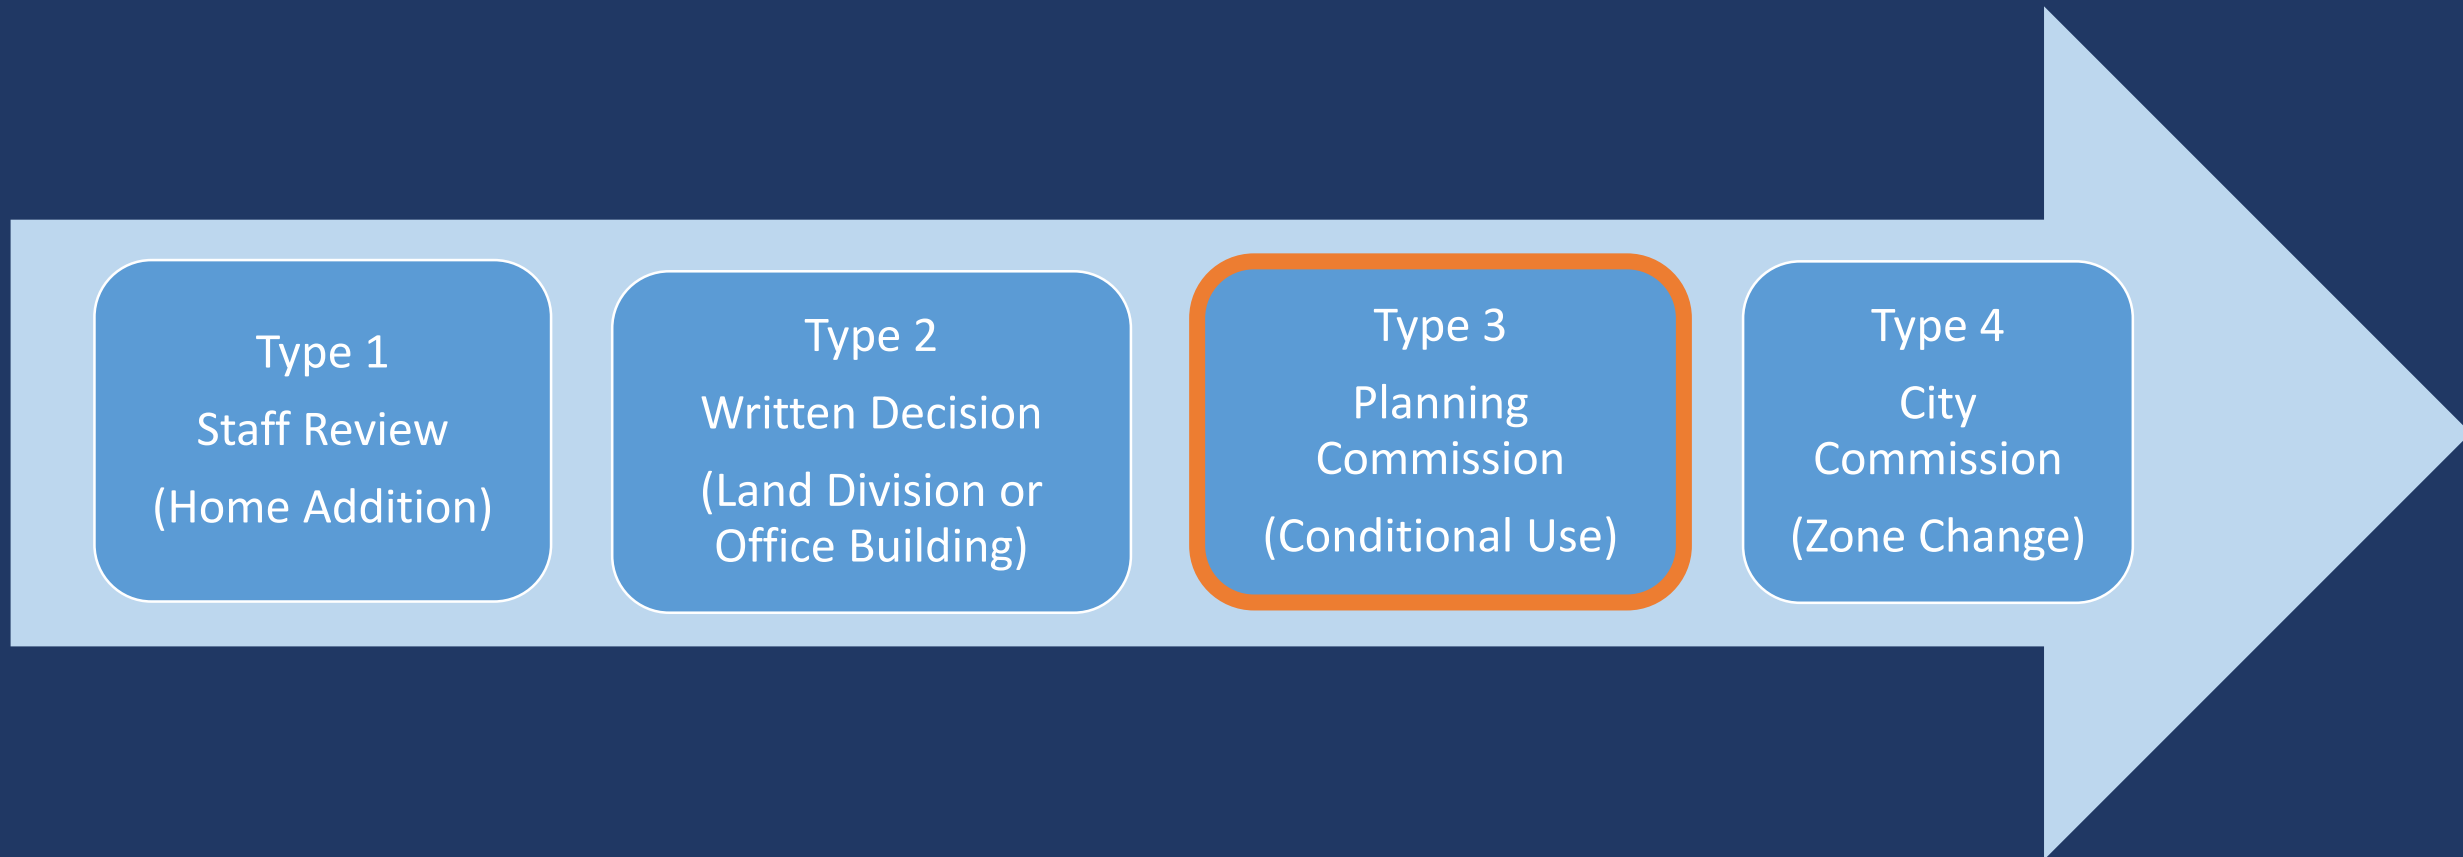 Type 1
Staff Review
(Home Addition)
Type 2
Written Decision
(Land Division or
Office Building)
Type 3
Planning
Commission
(Conditional Use)
Type 4
City
Commission
(Zone Change)